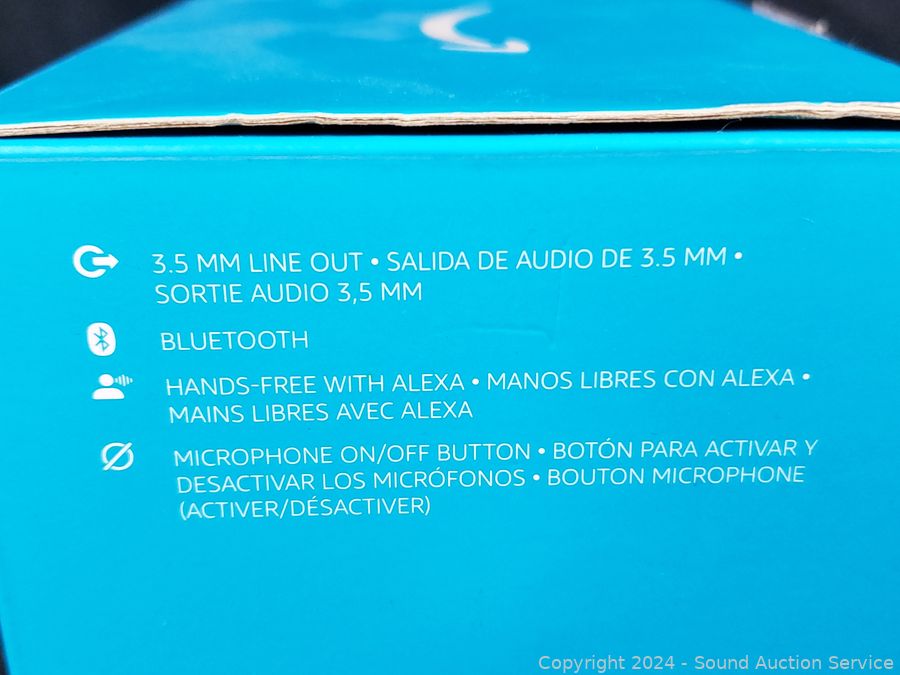 3.5 MM LINE OUT • SALIDA DE AUDIO DE 3.5 MM •
SORTIE AUDIO 3,5 MM
BLUETOOTH
HANDS-FREE WITH ALEXA • MANOS LIBRES CON ALEXA •
MAINS LIBRES AVEC ALEXA
MICROPHONE ON/OFF BUTTON • BOTÓN PARA ACTIVAR Y
DESACTIVAR LOS MICRÓFONOS • BOUTON MICROPHONE
(ACTIVER/DÉSACTIVER)
Copyright 2024 - Sound Auction Service